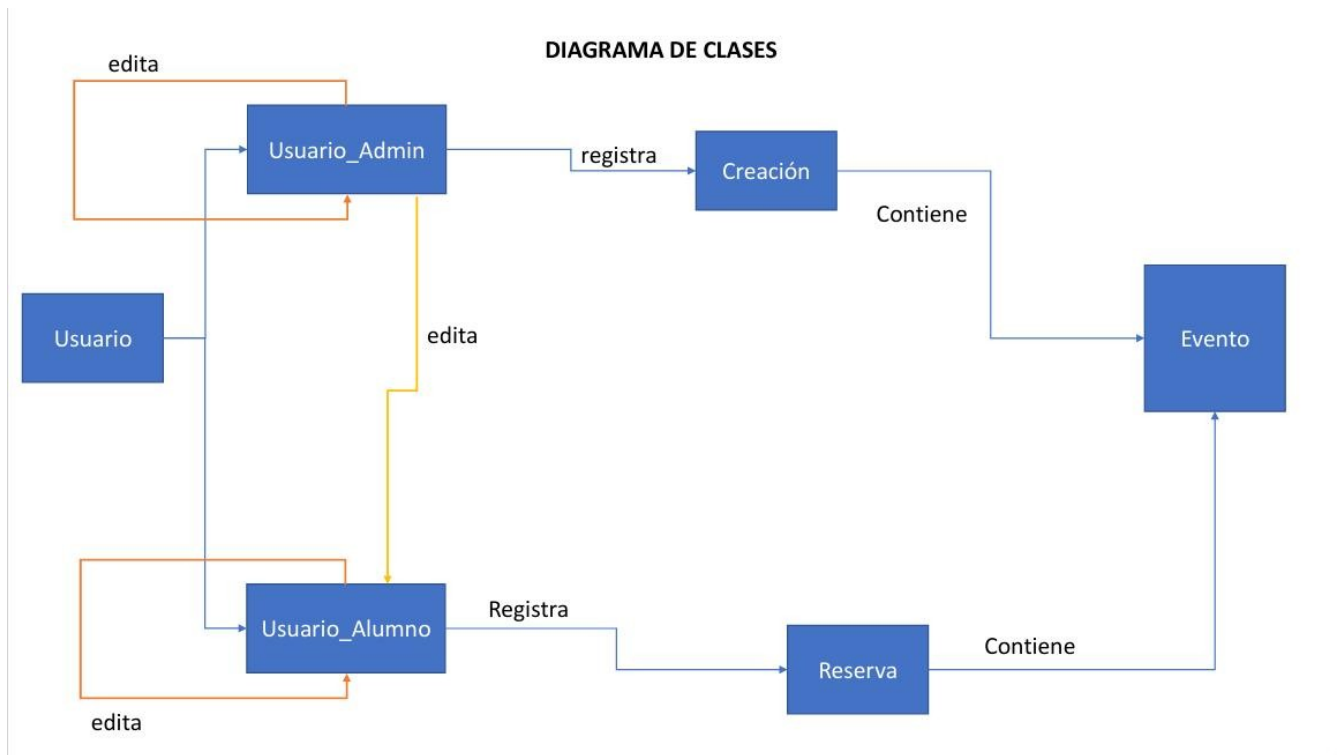 DIAGRAMA DE CLASES
edita
Usuario_Admin
registra
Creación
Contiene
Usuario
edita
Evento
Usuario_Alumno
Registra
Reserva
Contiene
edita